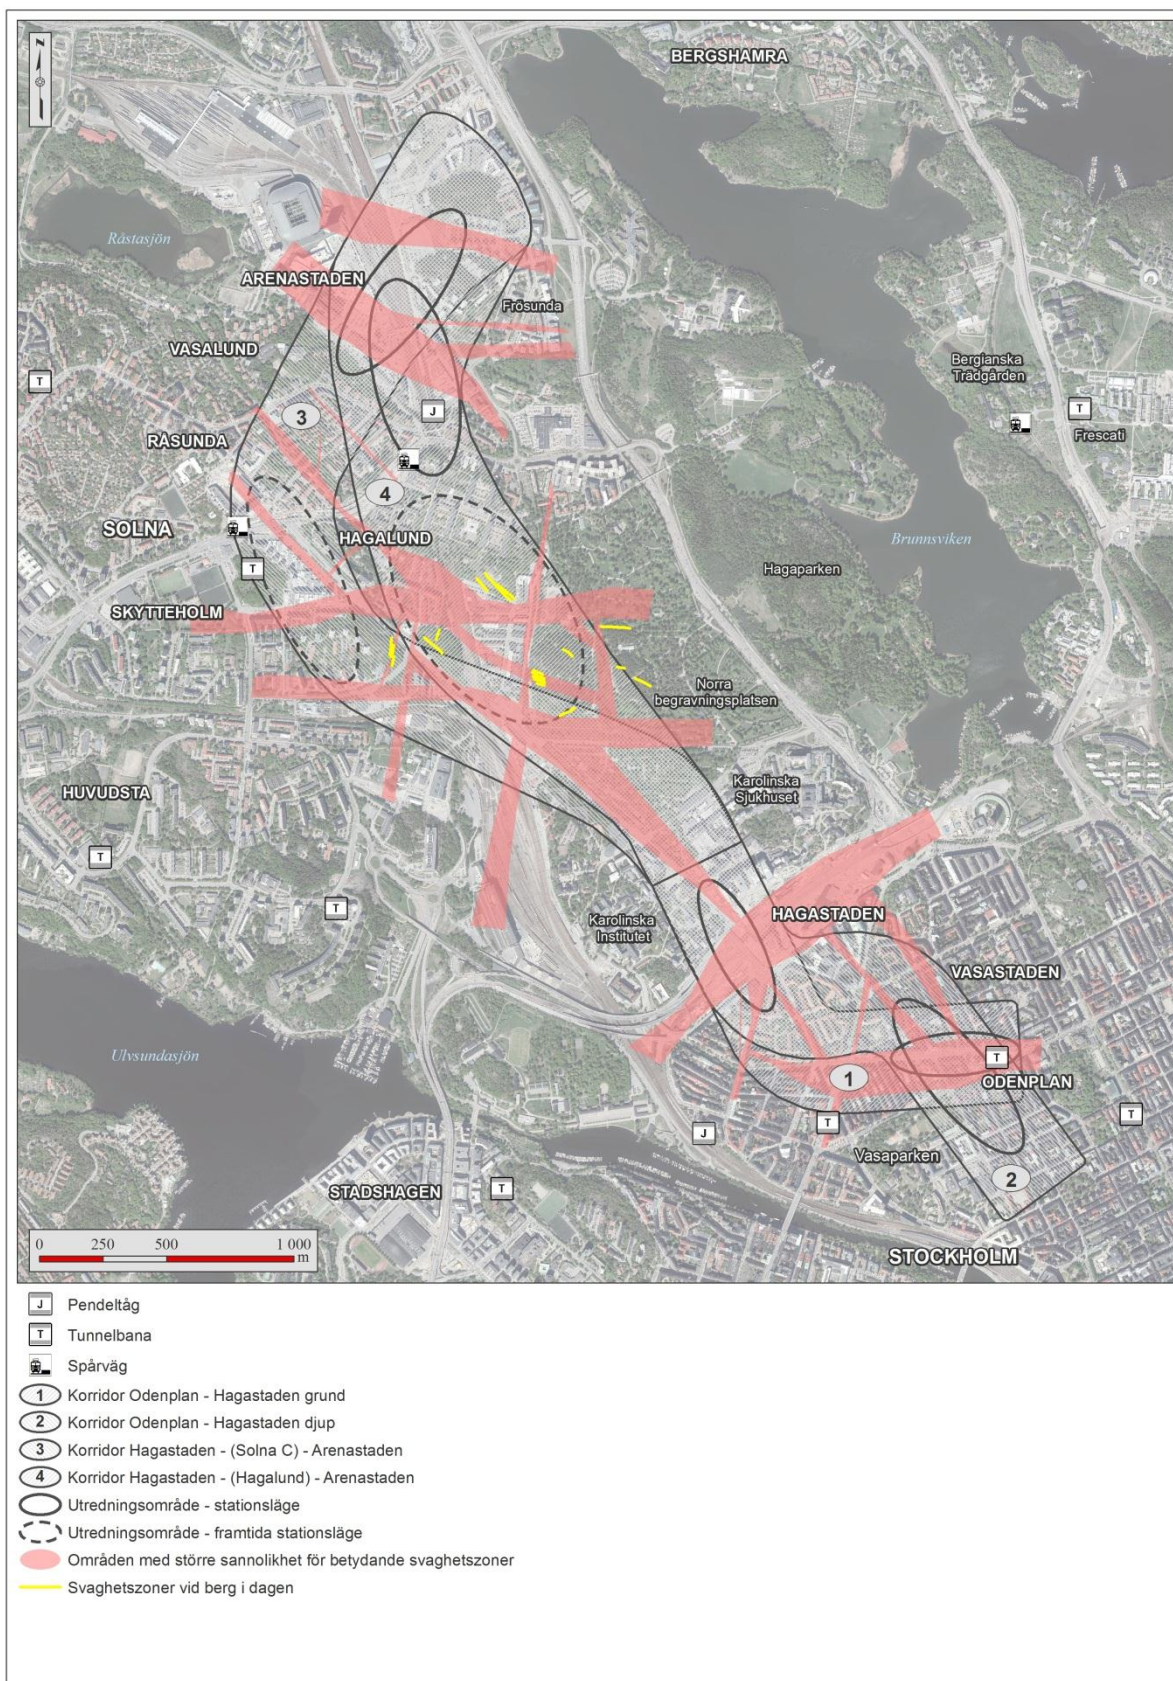 N
BERGSHAMRA
Råstasjön
ARENASTADEN
Frösunda
VASALUND
Bergianska
Trädgården
T
T
3
J
RÅSUNDA
Frescati
4
SOLNA
HAGALUND
Brunnsviken
T
Hagaparken
SKYTTEHOLM
Norra
begravningsplatsen
HUVUDSTA
Karolinska
Sjukhuset
T
T
Karolinska
Institutet
HAGASTADEN
VASASTADEN
Ulvsundasjön
T
1
ODENPLAN
T
T
J
Vasaparken
2
STADSHAGEN
T
STOCKHOLM
0 250 500 1 000
m
J Pendeltåg
T Tunnelbana
Spårväg
1 Korridor Odenplan - Hagastaden grund
2 Korridor Odenplan - Hagastaden djup
3 Korridor Hagastaden - (Solna C) - Arenastaden
4 Korridor Hagastaden - (Hagalund) - Arenastaden
Utredningsområde - stationsläge
Utredningsområde - framtida stationsläge
Områden med större sannolikhet för betydande svaghetszoner
Svaghetszoner vid berg i dagen